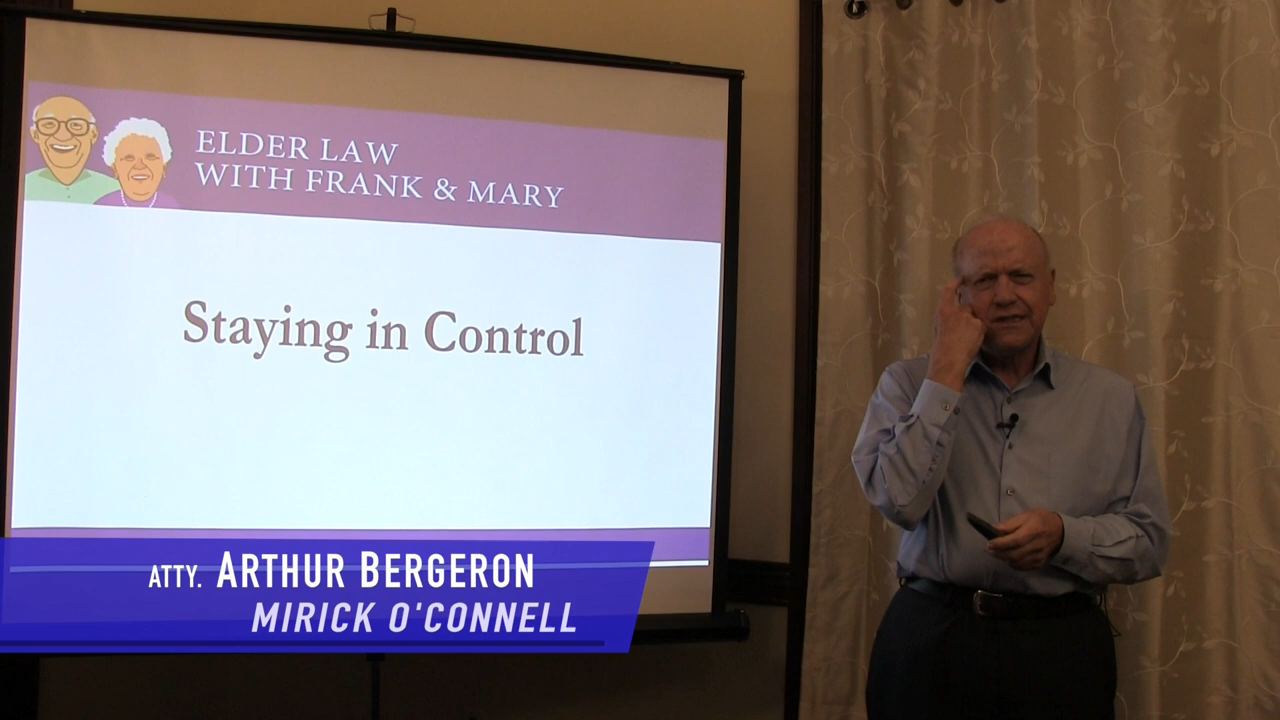 ELDER LAW
WITH FRANK & MARY
Staying in Control
ATTY. ARTHUR BERGERON
MIRICK O'CONNELL